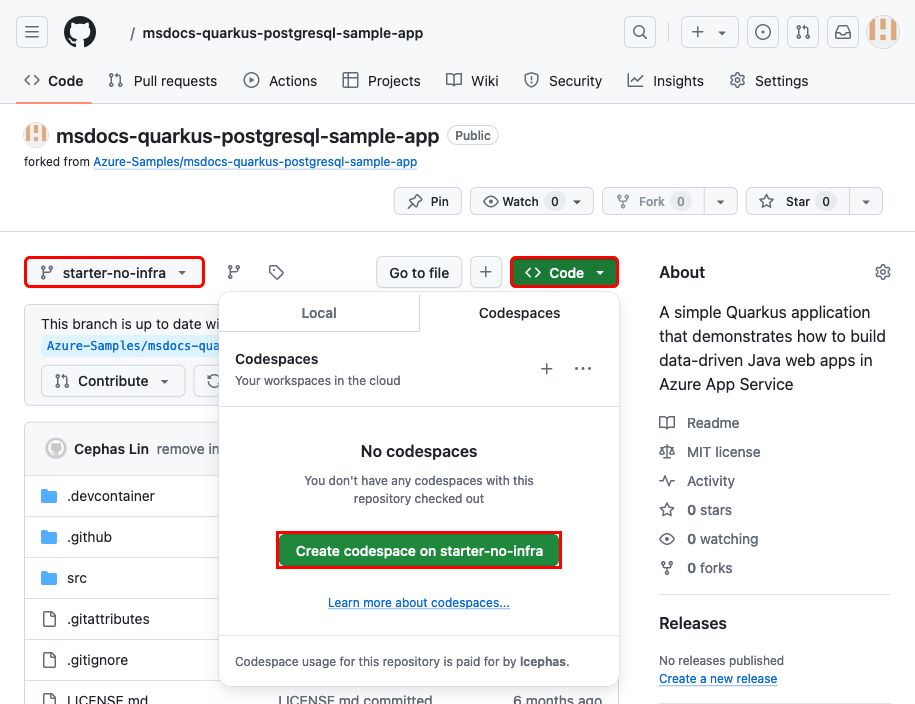 / msdocs-quarkus-postgresql-sample-app
Code Pull requests Actions Projects Wiki Security Insights Settings
msdocs-quarkus-postgresql-sample-app Public
forked from Azure-Samples/msdocs-quarkus-postgresql-sample-app
Pin Watch 0 Fork 0 Star 0
starter-no-infra Go to file Code
About
A simple Quarkus application
that demonstrates how to build
data-driven Java web apps in
Azure App Service
Readme
MIT license
Activity
0 stars
0 watching
0 forks
Releases
No releases published
Create a new release
This branch is up to date wi
Azure-Samples/msdocs-qua
Contribute
Cephas Lin remove in
.devcontainer
.github
src
.gitattributes
.gitignore
LICENSE.md LICENSE.md committed 6 months ago
Local Codespaces
Codespaces
Your workspaces in the cloud
No codespaces
You don't have any codespaces with this
repository checked out
Create codespace on starter-no-infra
Learn more about codespaces...
Codespace usage for this repository is paid for by lcephas.